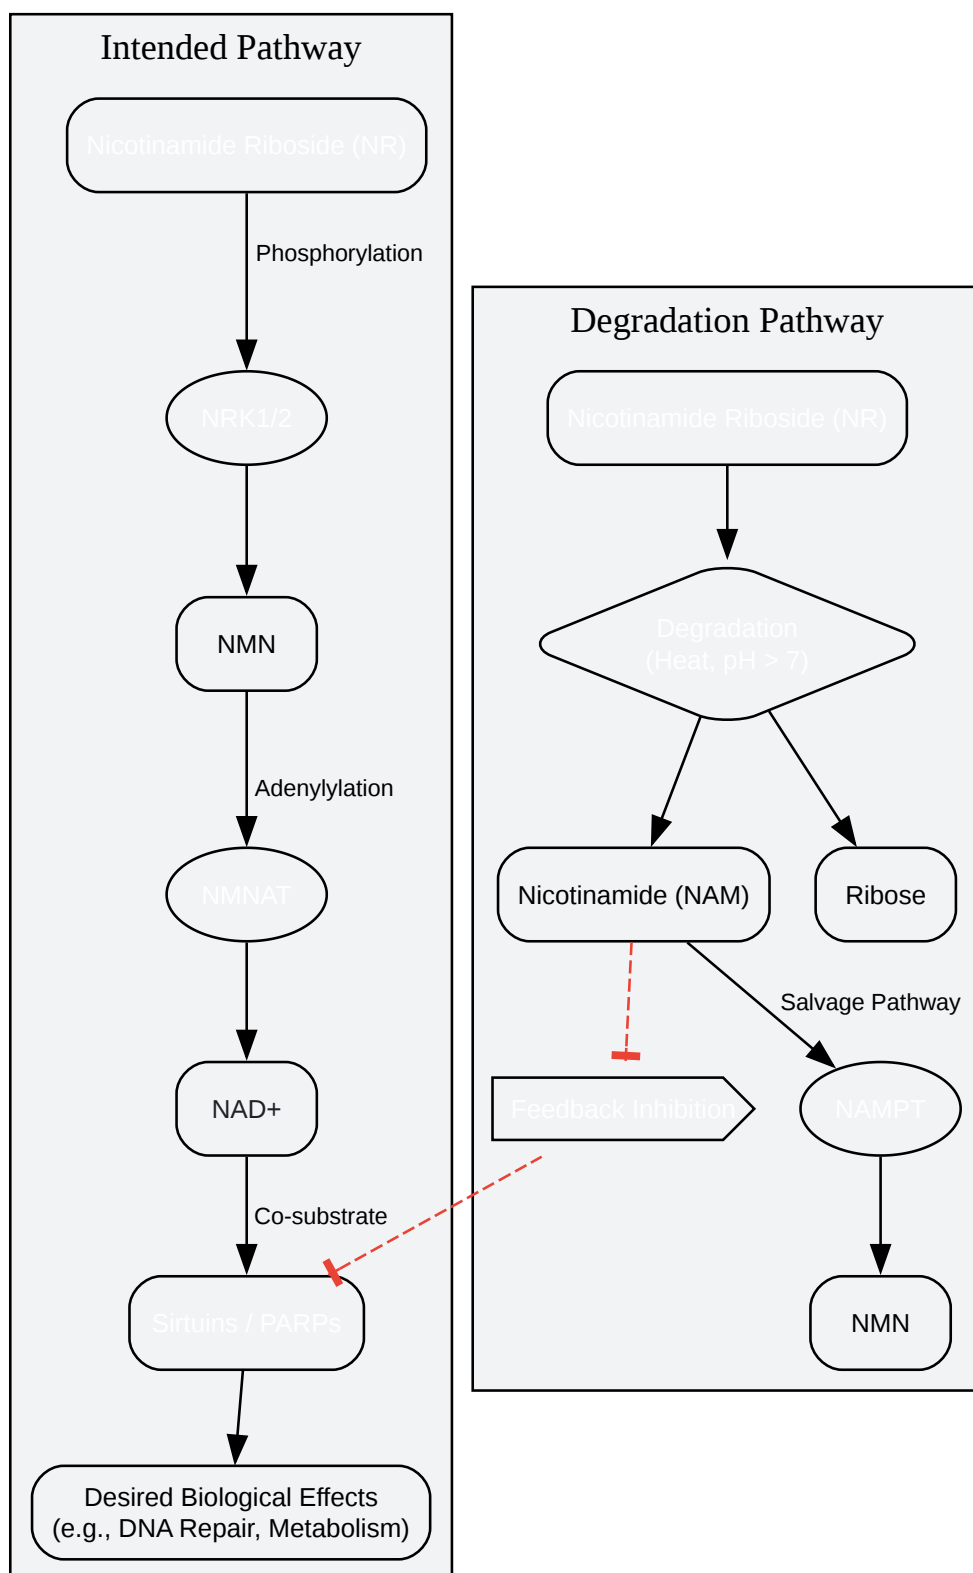 Intended Pathway
Nicotinamide Riboside (NR)
Phosphorylation
NRK1/2
NMN
Adenylylation
NMNAT
NAD+
Co-substrate
Sirtuins / PARPs
Desired Biological Effects
(e.g., DNA Repair, Metabolism)
Degradation Pathway
Nicotinamide Riboside (NR)
Degradation
(Heat, pH > 7)
Nicotinamide (NAM)
Ribose
Salvage Pathway
Feedback Inhibition
NAMPT
NMN